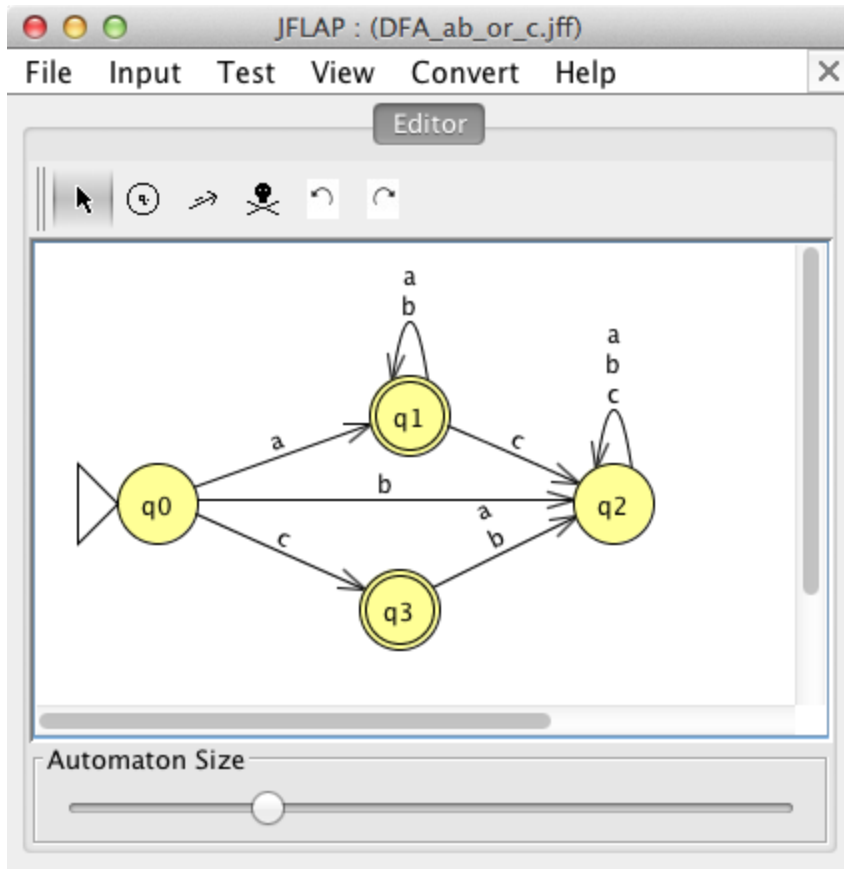 JFLAP : (DFA_ab_or_c.jff)
File Input Test View Convert Help
Editor
a
b
a
b
c
q1
a
c
b
q0
q2
a
b
c
q3
Automaton Size